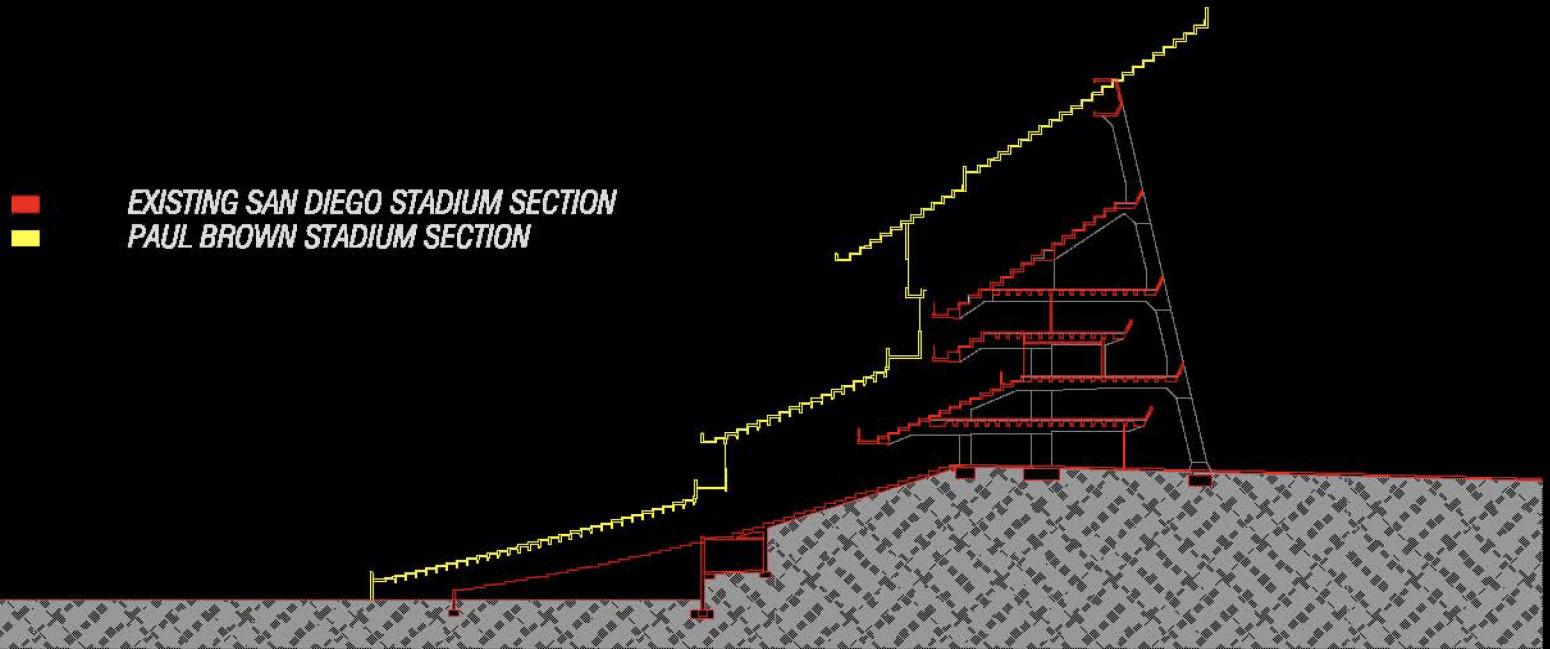 EXISTING SAN DIEGO STADIUM SECTION
PAUL BROWN STADIUM SECTION